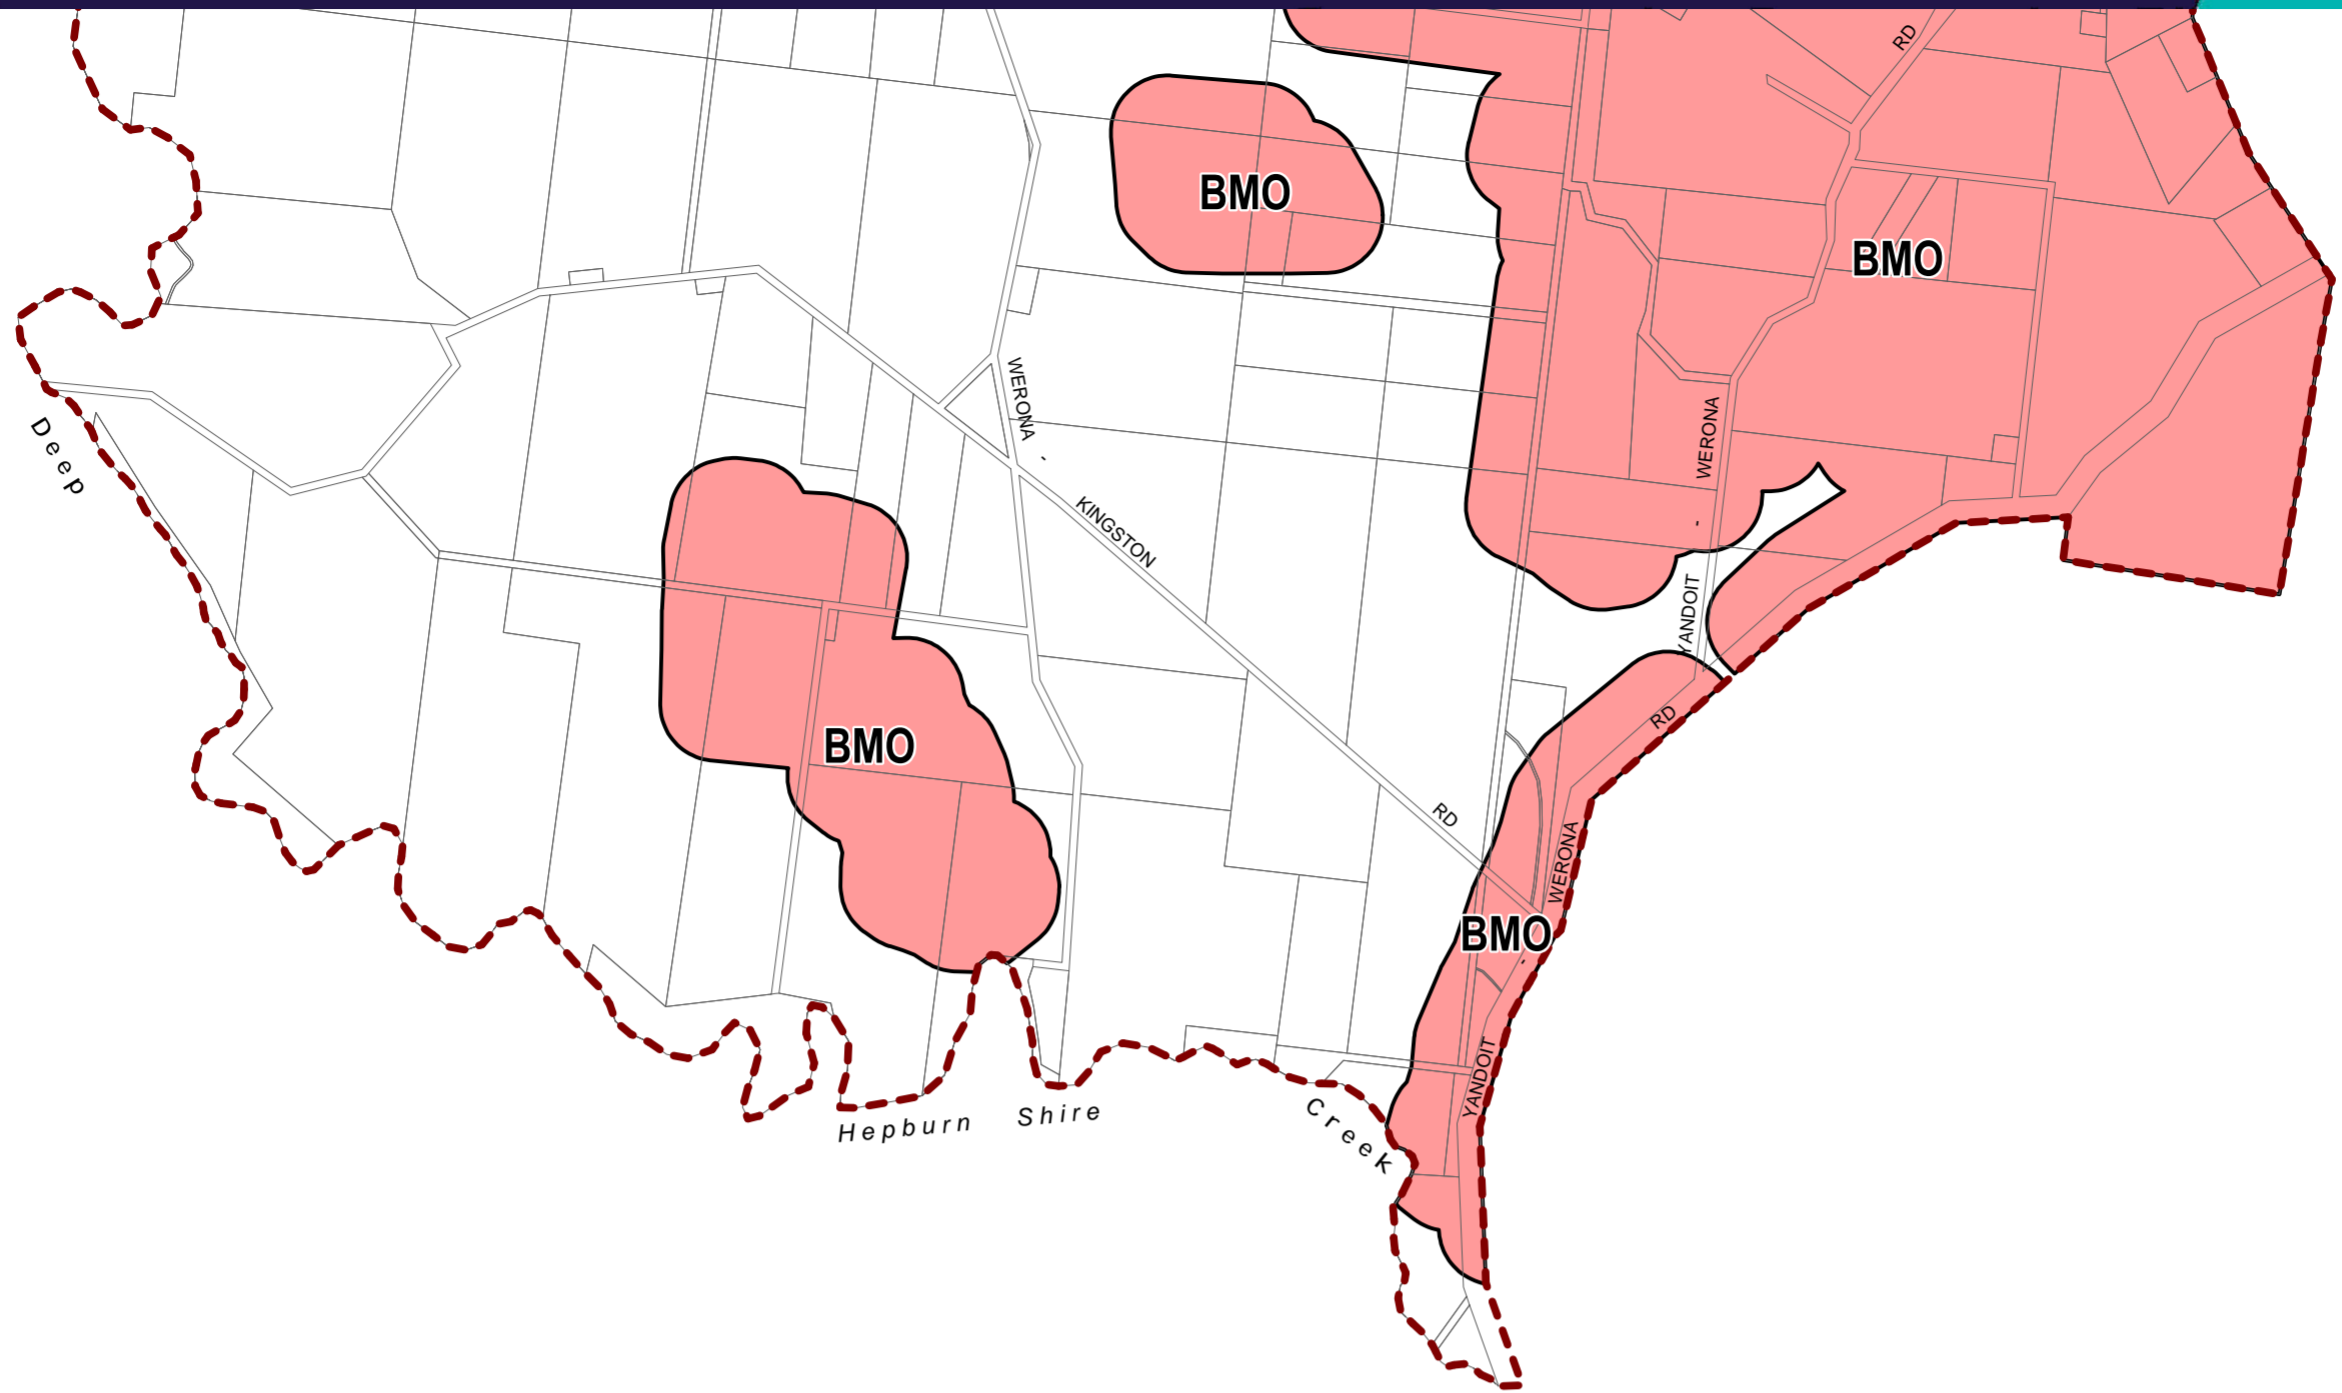 RD
BMO
BMO
WERONA
-
WERONA
-
YANDOIT
Deep
KINGSTON
RD
BMO
RD
WERONA
BMO
-
YANDOIT
Hepburn Shire
Creek